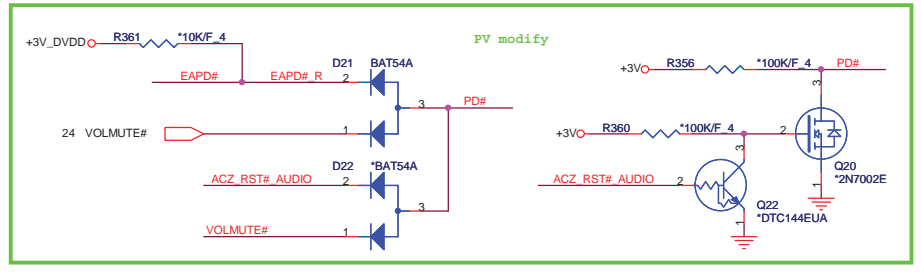 PV modify
+3V_DVDD R361 *10K/F_4
D21 BAT54A
EAPD# EAPD#_R 2
3 PD#
24 VOLMUTE# 1
D22 *BAT54A
ACZ_RST#_AUDIO 2
3
VOLMUTE# 1
+3V R356 *100K/F_4 PD#
3
+3V R360 *100K/F_4 2
Q20
*2N7002E
1
3
ACZ_RST#_AUDIO 2
Q22
*DTC144EUA
1